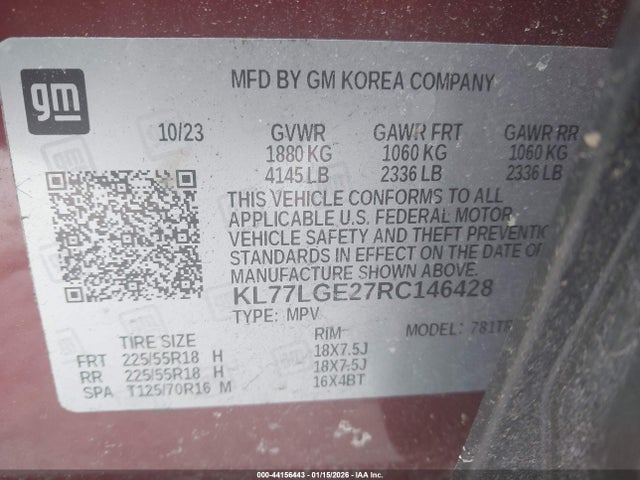 gm
MFD BY GM KOREA COMPANY
10/23 GVWR GAWR FRT GAWR RR
1880 KG 1060 KG 1060 KG
4145 LB 2336 LB 2336 LB
THIS VEHICLE CONFORMS TO ALL
APPLICABLE U.S. FEDERAL MOTOR
VEHICLE SAFETY AND THEFT PREVENTIO
STANDARDS IN EFFECT ON THE DATE OF
MANUFACTURE SHOWN ABOVE.
KL77LGE27RC146428
TYPE: MPV MODEL: 781TR
TIRE SIZE RIM
FRT 225/55R18 H 18X7.5J
RR 225/55R18 H 18X7.5J
SPA T125/70R16 M 16X4BT
000-44156443 - 01/15/2026 - IAA Inc.